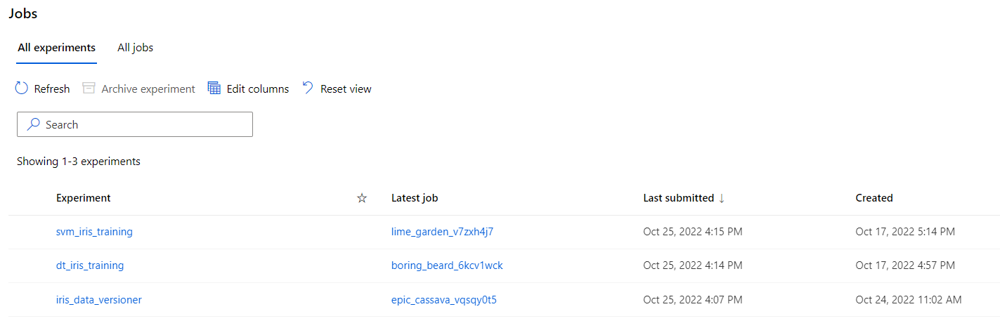 Jobs
All experiments All jobs
Refresh Archive experiment Edit columns Reset view
Search
Showing 1-3 experiments
Experiment Latest job Last submitted Created
svm_iris_training lime_garden_v7zxh4j7 Oct 25, 2022 4:15 PM Oct 17, 2022 5:14 PM
dt_iris_training boring_beard_6kcv1wck Oct 25, 2022 4:14 PM Oct 17, 2022 4:57 PM
iris_data_versioner epic_cassava_vqsqy0t5 Oct 25, 2022 4:07 PM Oct 24, 2022 11:02 AM